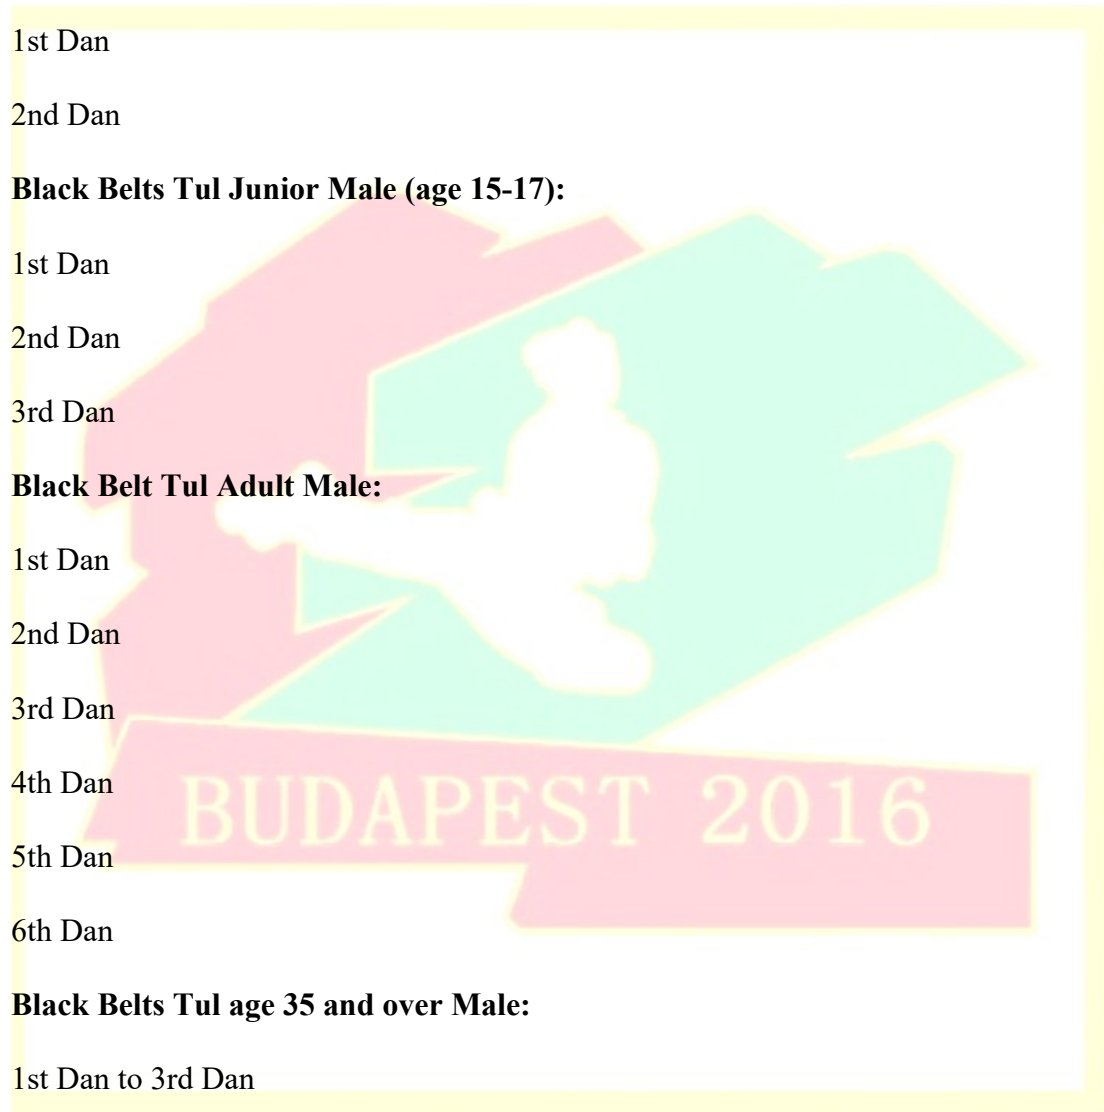 1st Dan
2nd Dan
Black Belts Tul Junior Male (age 15-17):
1st Dan
2nd Dan
3rd Dan
Black Belt Tul Adult Male:
1st Dan
2nd Dan
3rd Dan
4th Dan
BUDAPEST 2016
5th Dan
6th Dan
Black Belts Tul age 35 and over Male:
1st Dan to 3rd Dan